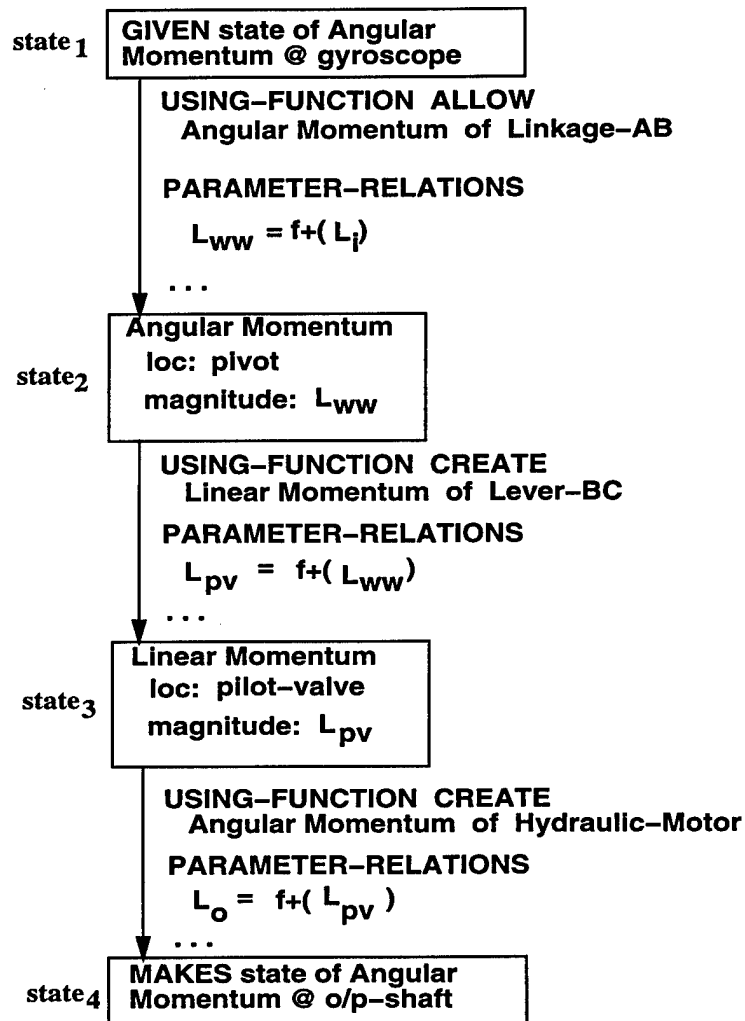 state1
GIVEN state of Angular
Momentum @ gyroscope
USING–FUNCTION ALLOW
Angular Momentum of Linkage–AB
PARAMETER–RELATIONS
Lww = f+( Li)
...
state2
Angular Momentum
loc: pivot
magnitude: Lww
USING–FUNCTION CREATE
Linear Momentum of Lever–BC
PARAMETER–RELATIONS
Lpv = f+( Lww)
...
state3
Linear Momentum
loc: pilot–valve
magnitude: Lpv
USING–FUNCTION CREATE
Angular Momentum of Hydraulic–Motor
PARAMETER–RELATIONS
Lo = f+( Lpv )
...
state4
MAKES state of Angular
Momentum @ o/p–shaft